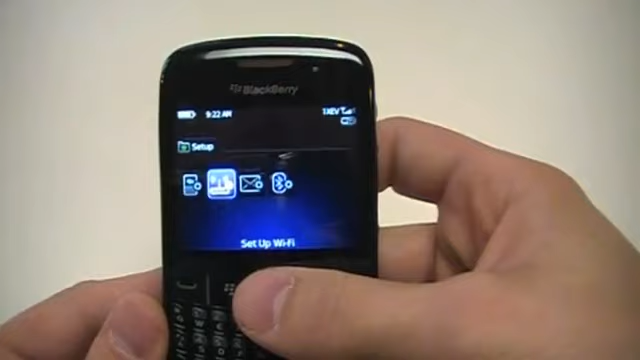 BlackBerry
9:22 AM
1XEV
Setup
Set Up Wi-Fi